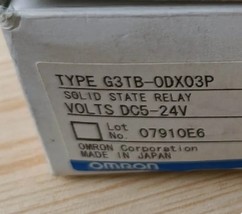 TYPE G3TB-ODX03P
SOLID STATE RELAY
VOLTS DC5-24V
Lot No. 07910E6
OMRON Corporation
MADE IN JAPAN
OMRON